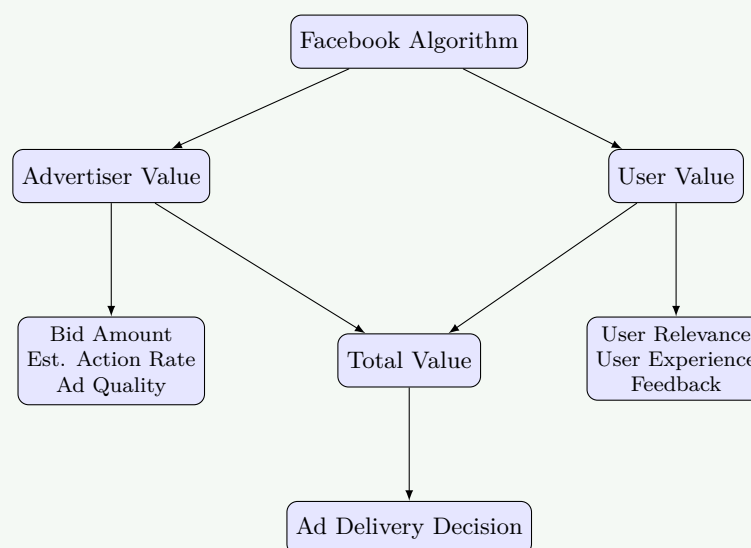 Facebook Algorithm
Advertiser Value
User Value
Bid Amount
Est. Action Rate
Ad Quality
Total Value
User Relevance
User Experience
Feedback
Ad Delivery Decision